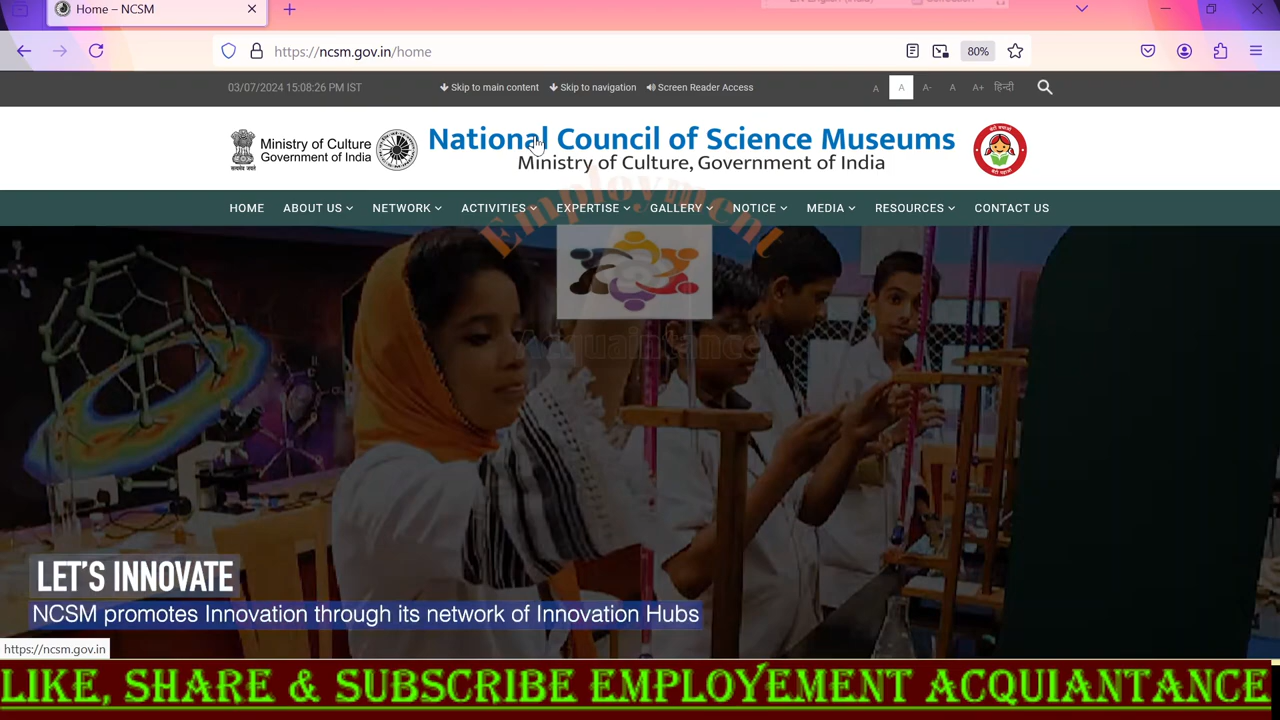 Home – NCSM
https://ncsm.gov.in/home
80%
03/07/2024 15:08:26 PM IST
Skip to main content
Skip to navigation
Screen Reader Access
A
A
A-
A
A+
हिन्दी
Ministry of Culture
Government of India
National Council of Science Museums
Ministry of Culture, Government of India
Employment
HOME
ABOUT US
NETWORK
ACTIVITIES
EXPERTISE
GALLERY
NOTICE
MEDIA
RESOURCES
CONTACT US
Acquaintance
LET'S INNOVATE
NCSM promotes Innovation through its network of Innovation Hubs
https://ncsm.gov.in
LIKE, SHARE & SUBSCRIBE EMPLOYEMENT ACQUIANTANCE